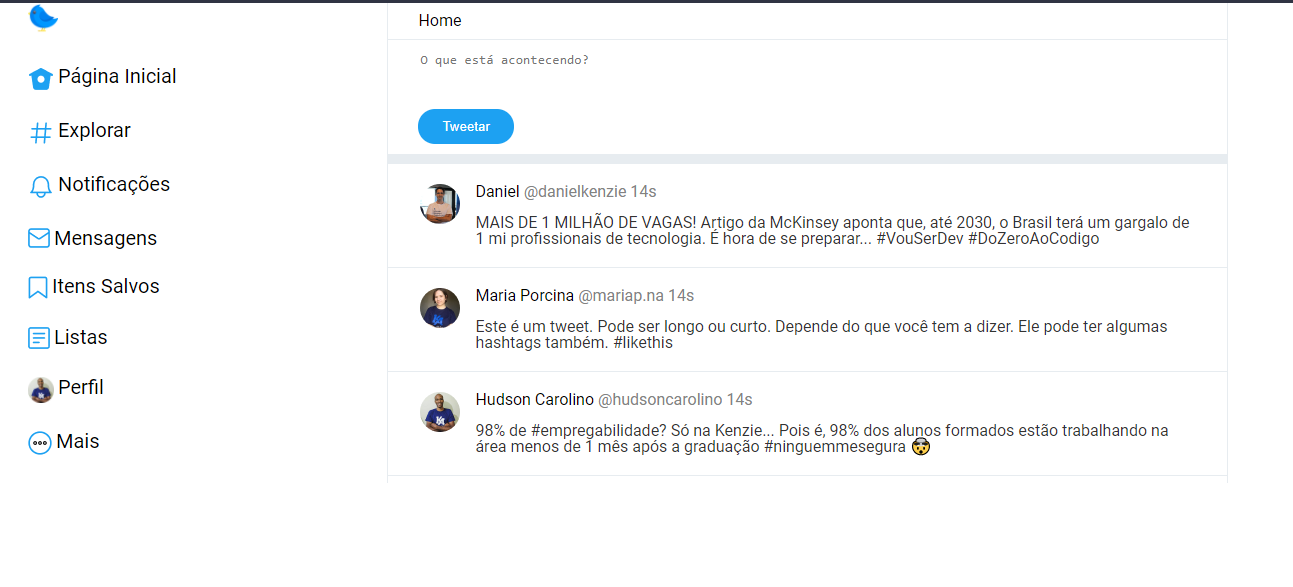 Home
O que está acontecendo?
Tweetar
Página Inicial
Explorar
Notificações
Mensagens
Itens Salvos
Listas
Perfil
Mais
Daniel @danielkenzie 14s
MAIS DE 1 MILHÃO DE VAGAS! Artigo da McKinsey aponta que, até 2030, o Brasil terá um gargalo de
1 mi profissionais de tecnologia. É hora de se preparar... #VouSerDev #DoZeroAoCodigo
Maria Porcina @mariap.na 14s
Este é um tweet. Pode ser longo ou curto. Depende do que você tem a dizer. Ele pode ter algumas
hashtags também. #likethis
Hudson Carolino @hudsoncarolino 14s
98% de #empregabilidade? Só na Kenzie... Pois é, 98% dos alunos formados estão trabalhando na
área menos de 1 mês após a graduação #ninguemmesegura 🤯